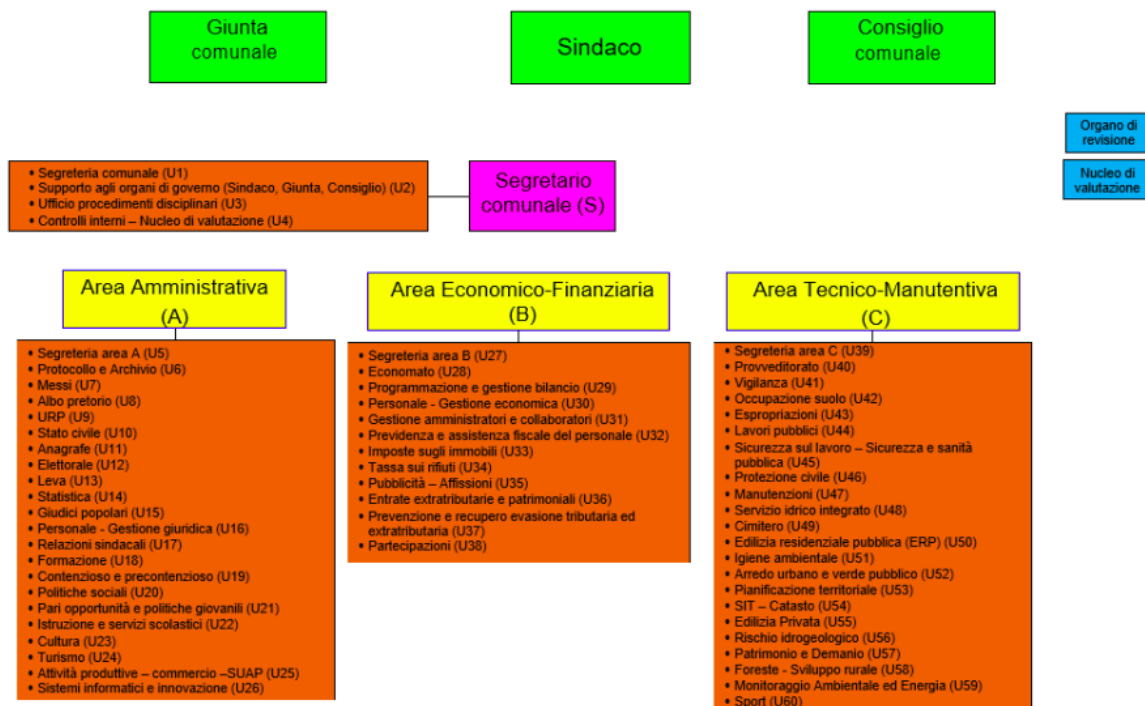 Giunta
comunale
Sindaco
Consiglio
comunale
Organo di
revisione
Nucleo di
valutazione
• Segreteria comunale (U1)
• Supporto agli organi di governo (Sindaco, Giunta, Consiglio) (U2)
• Ufficio procedimenti disciplinari (U3)
• Controlli interni – Nucleo di valutazione (U4)
Segretario
comunale (S)
Area Amministrativa
(A)
• Segreteria area A (U5)
• Protocollo e Archivio (U6)
• Messi (U7)
• Albo pretorio (U8)
• URP (U9)
• Stato civile (U10)
• Anagrafe (U11)
• Elettorale (U12)
• Leva (U13)
• Statistica (U14)
• Giudici popolari (U15)
• Personale - Gestione giuridica (U16)
• Relazioni sindacali (U17)
• Formazione (U18)
• Contenzioso e precontenzioso (U19)
• Politiche sociali (U20)
• Pari opportunità e politiche giovanili (U21)
• Istruzione e servizi scolastici (U22)
• Cultura (U23)
• Turismo (U24)
• Attività produttive – commercio –SUAP (U25)
• Sistemi informatici e innovazione (U26)
Area Economico-Finanziaria
(B)
• Segreteria area B (U27)
• Economato (U28)
• Programmazione e gestione bilancio (U29)
• Personale - Gestione economica (U30)
• Gestione amministratori e collaboratori (U31)
• Previdenza e assistenza fiscale del personale (U32)
• Imposte sugli immobili (U33)
• Tassa sui rifiuti (U34)
• Pubblicità – Affissioni (U35)
• Entrate extratributarie e patrimoniali (U36)
• Prevenzione e recupero evasione tributaria ed
extratributaria (U37)
• Partecipazioni (U38)
Area Tecnico-Manutentiva
(C)
• Segreteria area C (U39)
• Provveditorato (U40)
• Vigilanza (U41)
• Occupazione suolo (U42)
• Espropriazioni (U43)
• Lavori pubblici (U44)
• Sicurezza sul lavoro – Sicurezza e sanità
pubblica (U45)
• Protezione civile (U46)
• Manutenzioni (U47)
• Servizio idrico integrato (U48)
• Cimitero (U49)
• Edilizia residenziale pubblica (ERP) (U50)
• Igiene ambientale (U51)
• Arredo urbano e verde pubblico (U52)
• Pianificazione territoriale (U53)
• SIT – Catasto (U54)
• Edilizia Privata (U55)
• Rischio idrogeologico (U56)
• Patrimonio e Demanio (U57)
• Foreste - Sviluppo rurale (U58)
• Monitoraggio Ambientale ed Energia (U59)
• Sport (U60)